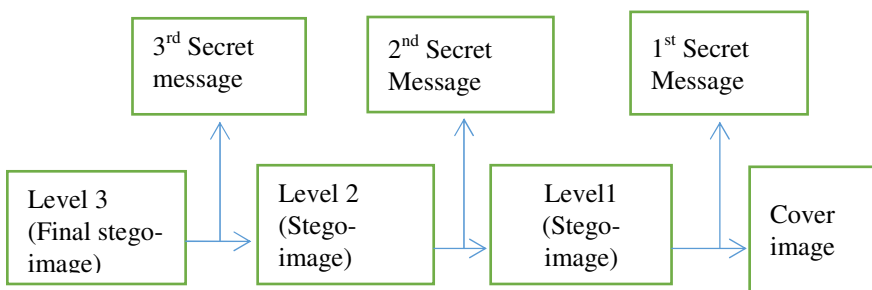 3rd Secret
message
2nd Secret
Message
1st Secret
Message
Level 3
(Final stego-
image)
Level 2
(Stego-
image)
Level1
(Stego-
image)
Cover
image